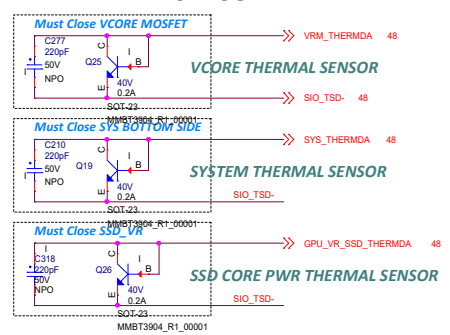 Must Close VCORE MOSFET
C277
220pF
50V
NPO
C
I
Q25
B
E
40V
0.2A
SOT-23
MMBT3904_R1_00001
VRM_THERMDA 48
VCORE THERMAL SENSOR
SIO_TSD- 48
Must Close SYS BOTTOM SIDE
C210
220pF
50V
NPO
I
C
I
Q19
B
E
40V
0.2A
SOT-23
MMBT3904_R1_00001
SYS_THERMDA 48
SYSTEM THERMAL SENSOR
SIO_TSD-
Must Close SSD_VR
I
C318
220pF
50V
NPO
C
I
Q26
B
E
40V
0.2A
SOT-23
MMBT3904_R1_00001
GPU_VR_SSD_THERMDA 48
SSD CORE PWR THERMAL SENSOR
SIO_TSD-